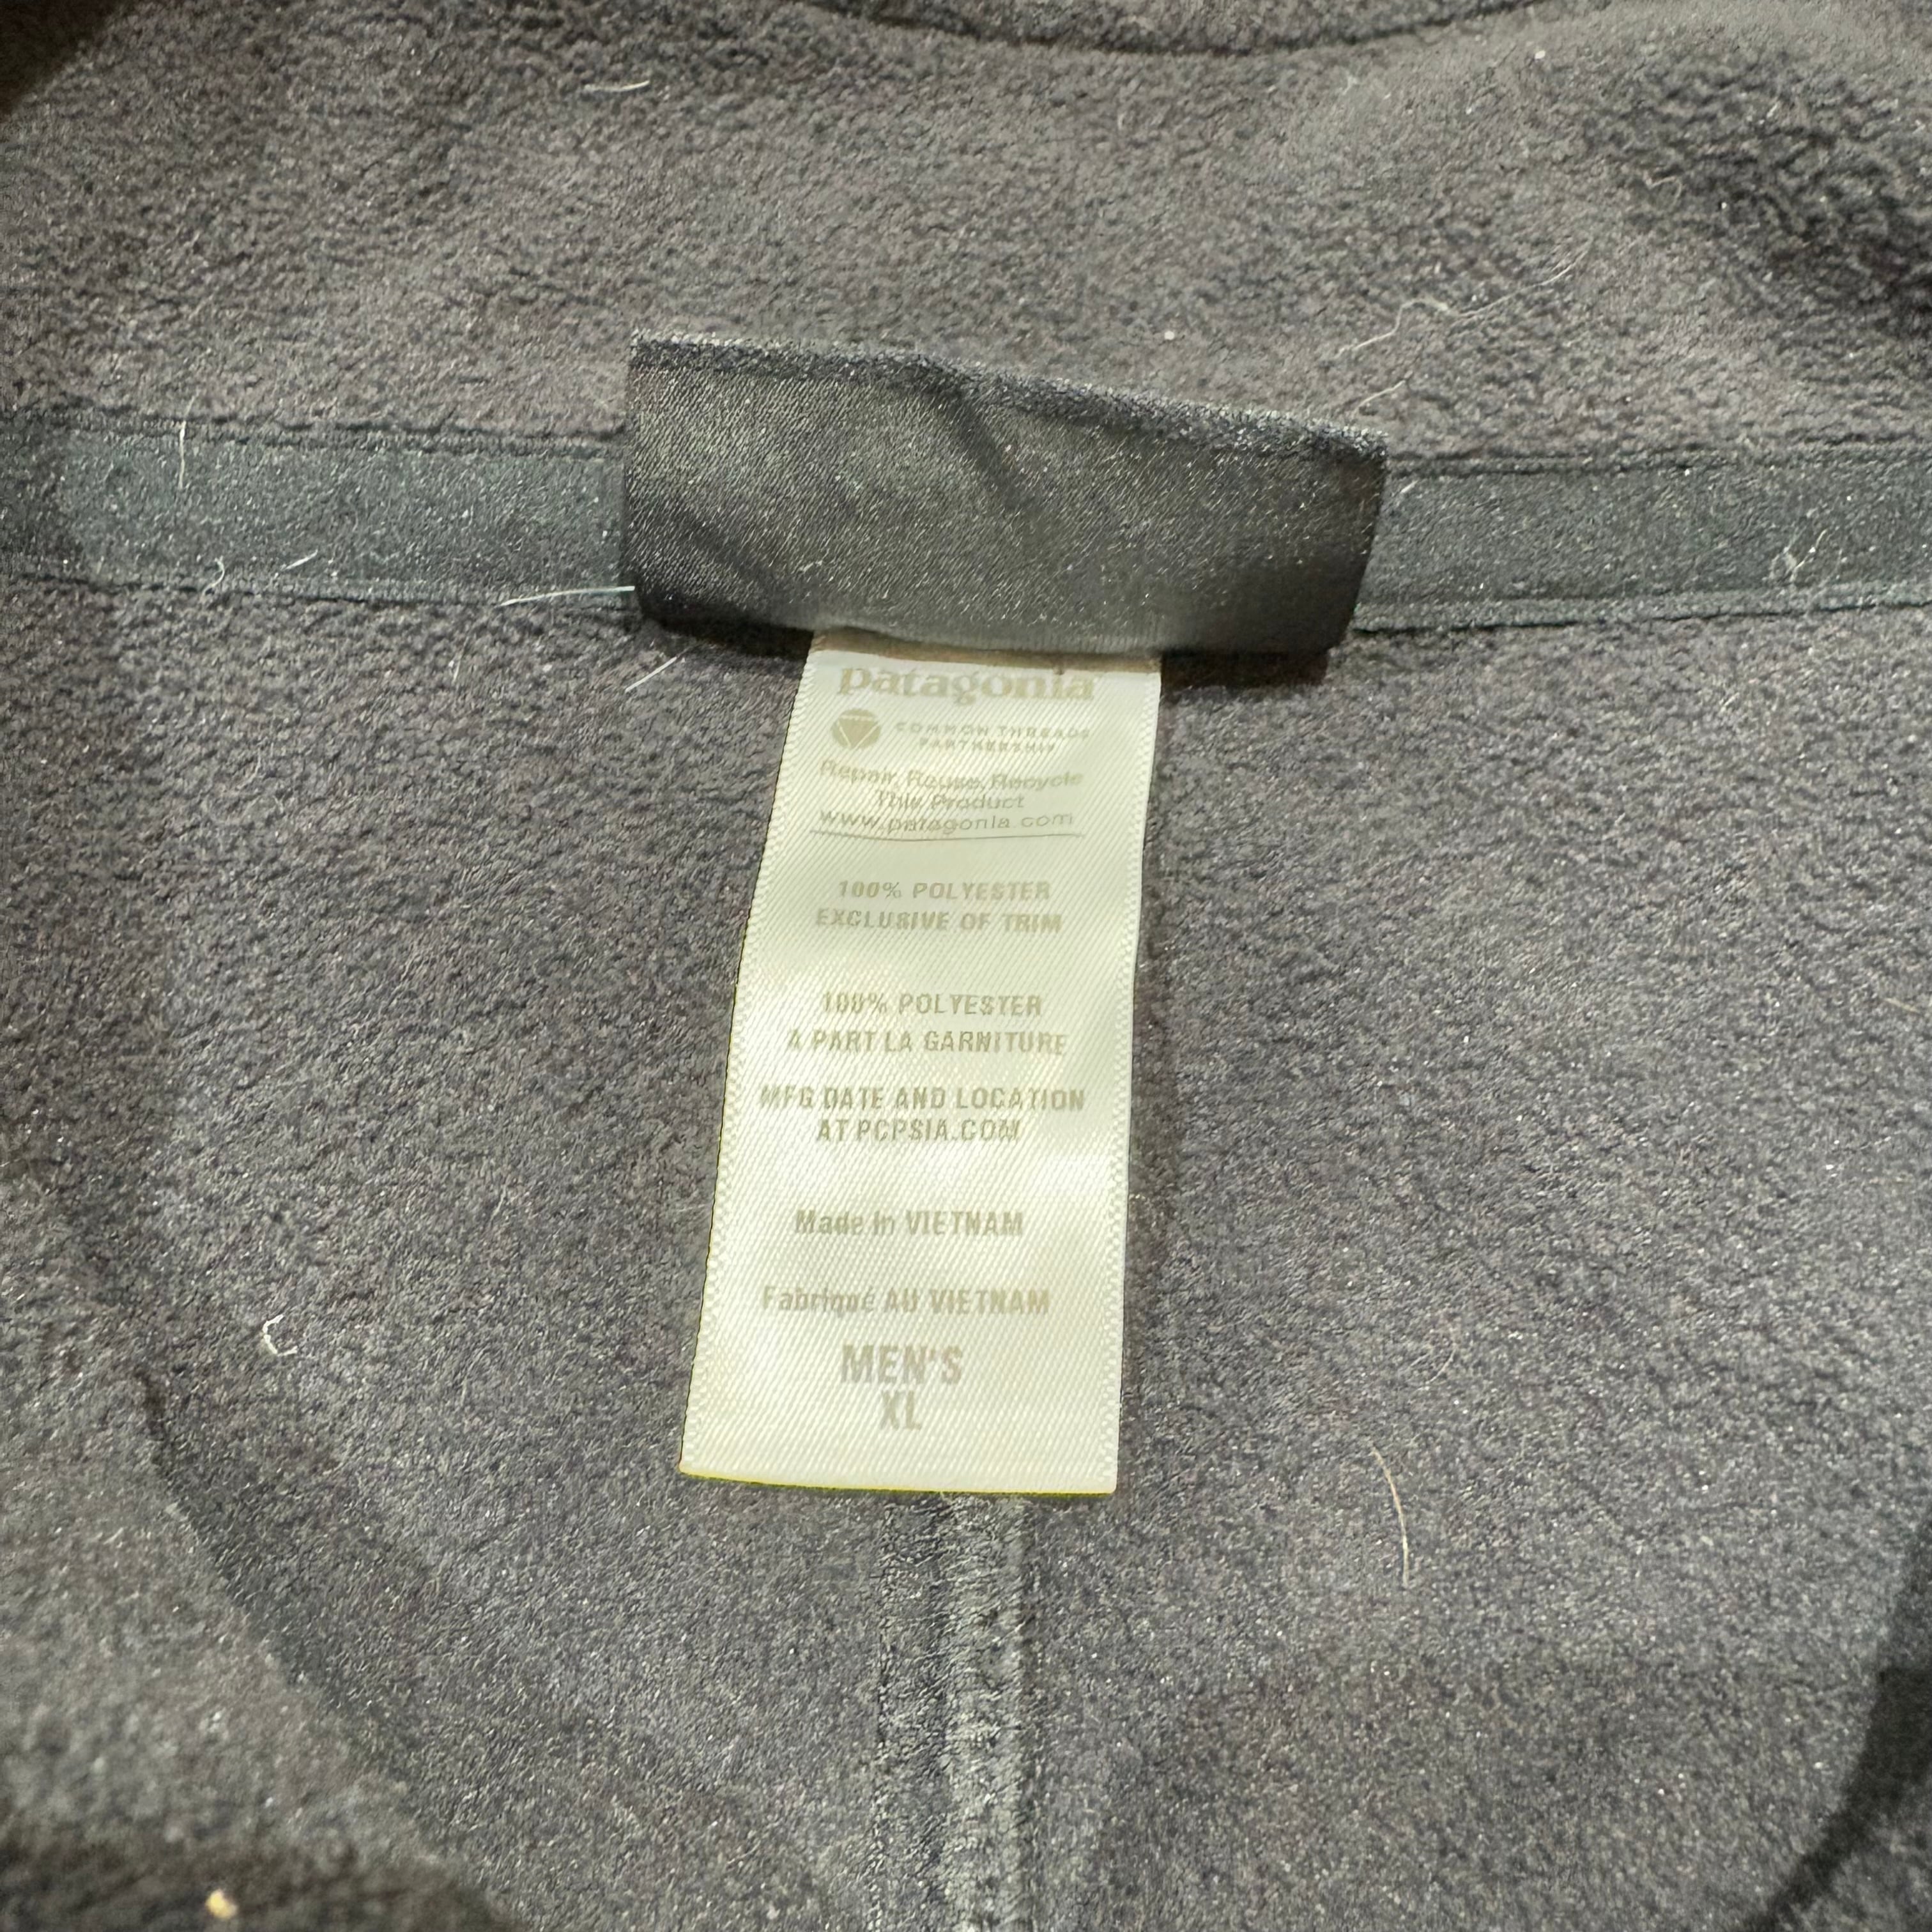 patagonia
COMMON THREADS
PARTNERSHIP
Repair, Reuse, Recycle
This Product
www.patagonia.com
100% POLYESTER
EXCLUSIVE OF TRIM
100% POLYESTER
A PART LA GARNITURE
MFG DATE AND LOCATION
AT PCPSIA.COM
Made in VIETNAM
Fabriqué AU VIETNAM
MEN'S
XL